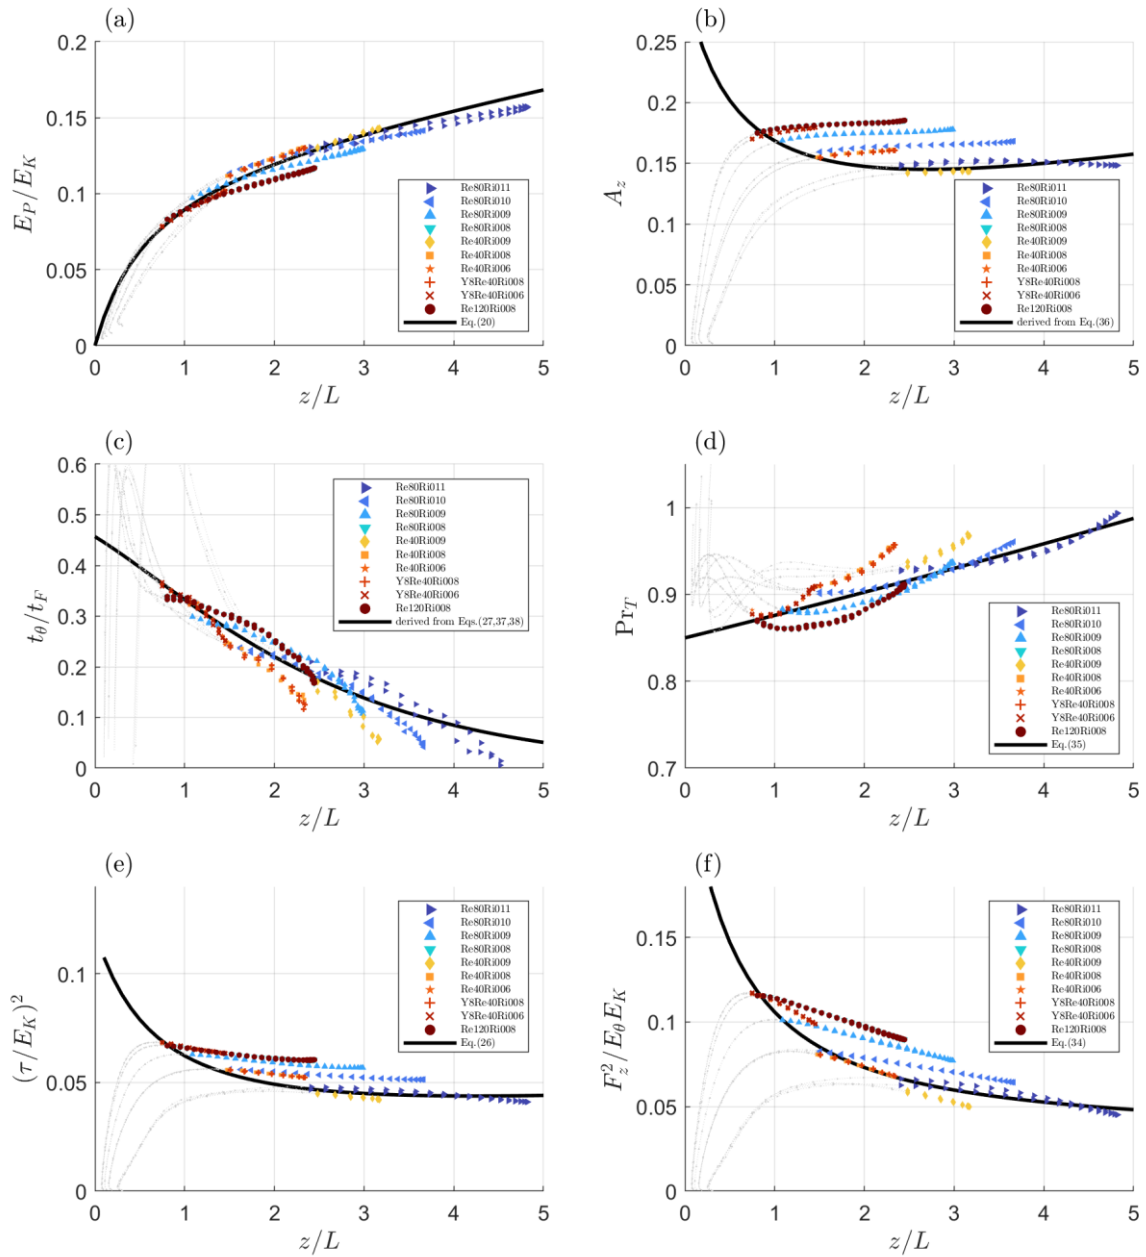 (a)
0.2
0.15
0.1
0.05
0
E_P/E_K
0 1 2 3 4 5
z/L
Re80Ri011
Re80Ri010
Re80Ri009
Re80Ri008
Re40Ri009
Re40Ri008
Re40Ri006
Y8Re40Ri008
Y8Re40Ri006
Re120Ri008
Eq.(20)
(b)
0.25
0.2
0.15
0.1
0.05
0
A_z
0 1 2 3 4 5
z/L
Re80Ri011
Re80Ri010
Re80Ri009
Re80Ri008
Re40Ri009
Re40Ri008
Re40Ri006
Y8Re40Ri008
Y8Re40Ri006
Re120Ri008
derived from Eq.(36)
(c)
0.6
0.5
0.4
0.3
0.2
0.1
0
t_θ/t_F
0 1 2 3 4 5
z/L
Re80Ri011
Re80Ri010
Re80Ri009
Re80Ri008
Re40Ri009
Re40Ri008
Re40Ri006
Y8Re40Ri008
Y8Re40Ri006
Re120Ri008
derived from Eqs.(27,37,38)
(d)
1
0.9
0.8
0.7
Pr_T
0 1 2 3 4 5
z/L
Re80Ri011
Re80Ri010
Re80Ri009
Re80Ri008
Re40Ri009
Re40Ri008
Re40Ri006
Y8Re40Ri008
Y8Re40Ri006
Re120Ri008
Eq.(35)
(e)
0.1
0.05
0
(τ/E_K)^2
0 1 2 3 4 5
z/L
Re80Ri011
Re80Ri010
Re80Ri009
Re80Ri008
Re40Ri009
Re40Ri008
Re40Ri006
Y8Re40Ri008
Y8Re40Ri006
Re120Ri008
Eq.(26)
(f)
0.15
0.1
0.05
0
F_z^2/E_θE_K
0 1 2 3 4 5
z/L
Re80Ri011
Re80Ri010
Re80Ri009
Re80Ri008
Re40Ri009
Re40Ri008
Re40Ri006
Y8Re40Ri008
Y8Re40Ri006
Re120Ri008
Eq.(34)